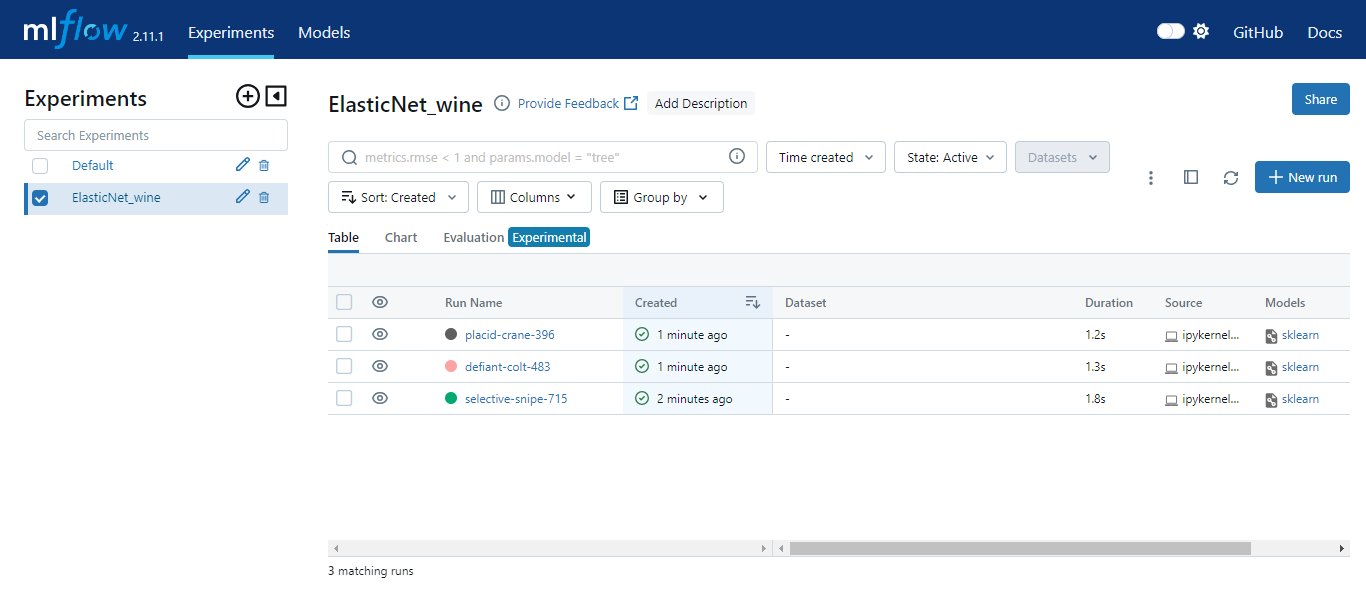 mlflow 2.11.1 Experiments Models GitHub Docs
Experiments
Search Experiments
Default
ElasticNet_wine
ElasticNet_wine Provide Feedback Add Description Share
metrics.rmse < 1 and params.model = "tree" Time created State: Active Datasets
Sort: Created Columns Group by New run
Table Chart Evaluation Experimental
Run Name Created Dataset Duration Source Models
placid-crane-396 1 minute ago - 1.2s ipykernel... sklearn
defiant-colt-483 1 minute ago - 1.3s ipykernel... sklearn
selective-snipe-715 2 minutes ago - 1.8s ipykernel... sklearn
3 matching runs